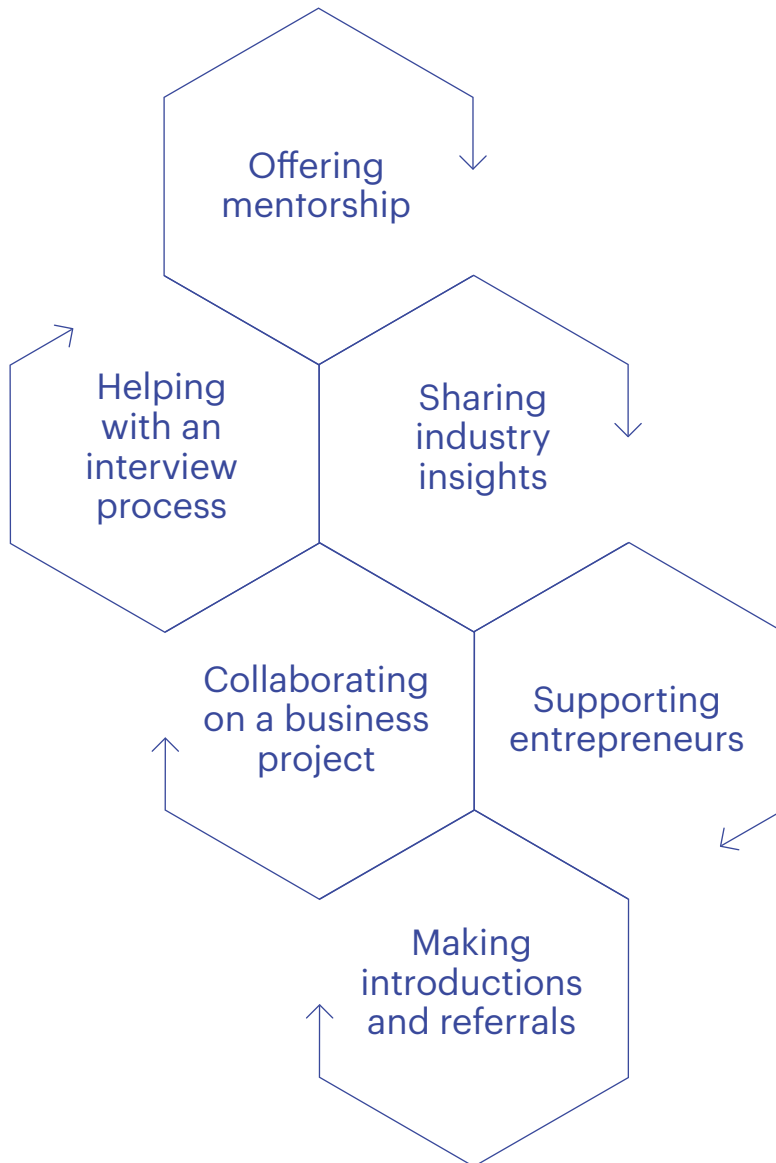 Offering
mentorship
Helping
with an
interview
process
Sharing
industry
insights
Collaborating
on a business
project
Supporting
entrepreneurs
Making
introductions
and referrals